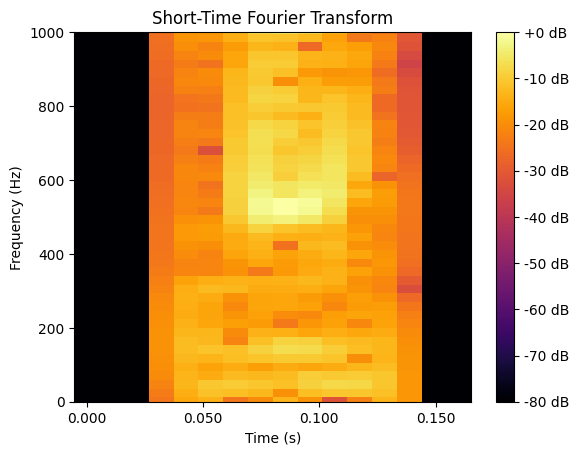 Short-Time Fourier Transform
1000
800
600
400
200
0
Frequency (Hz)
0.000
0.050
0.100
0.150
Time (s)
+0 dB
-10 dB
-20 dB
-30 dB
-40 dB
-50 dB
-60 dB
-70 dB
-80 dB